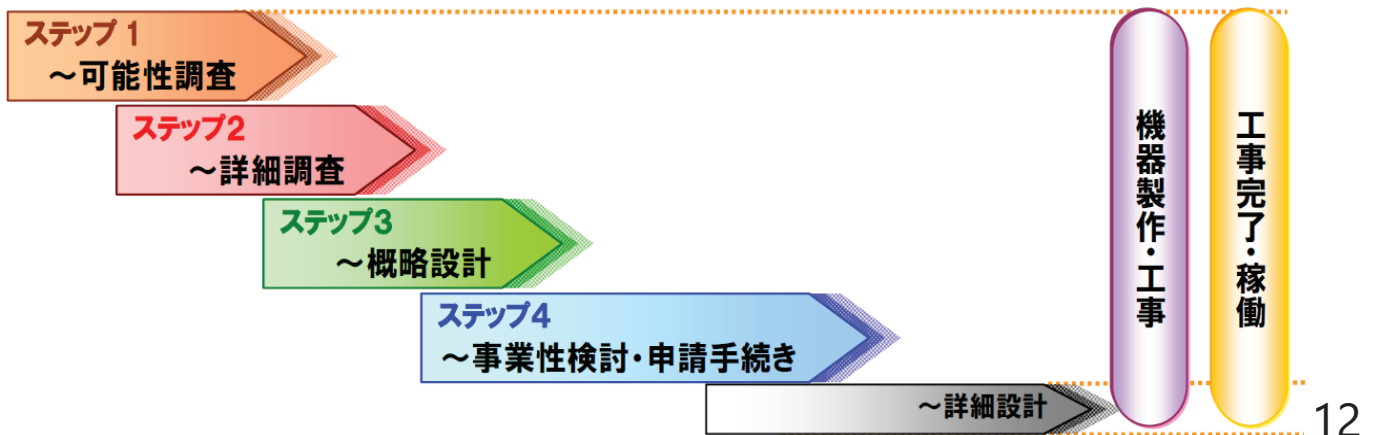 ステップ 1
～可能性調査
ステップ2
～詳細調査
ステップ3
～概略設計
ステップ4
～事業性検討・申請手続き
～詳細設計
機器製作・工事
工事完了・稼働
12